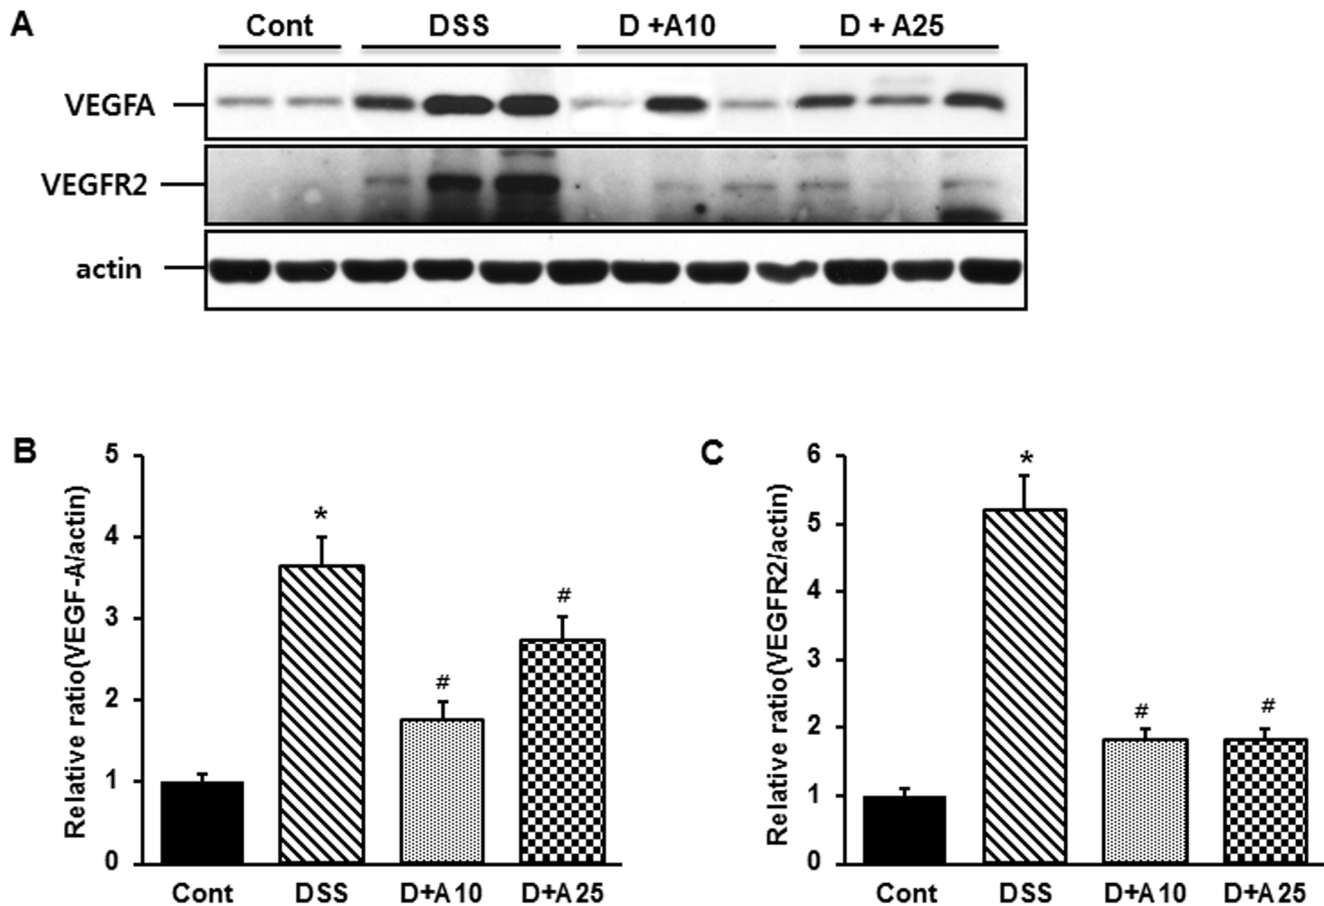 A
Cont DSS D +A10 D + A25
VEGFA
VEGFR2
actin
B
Relative ratio(VEGF-A/actin)
5
4
3
2
1
0
*
#
#
Cont DSS D+A10 D+A25
C
Relative ratio(VEGFR2/actin)
6
5
4
3
2
1
0
*
#
#
Cont DSS D+A10 D+A25